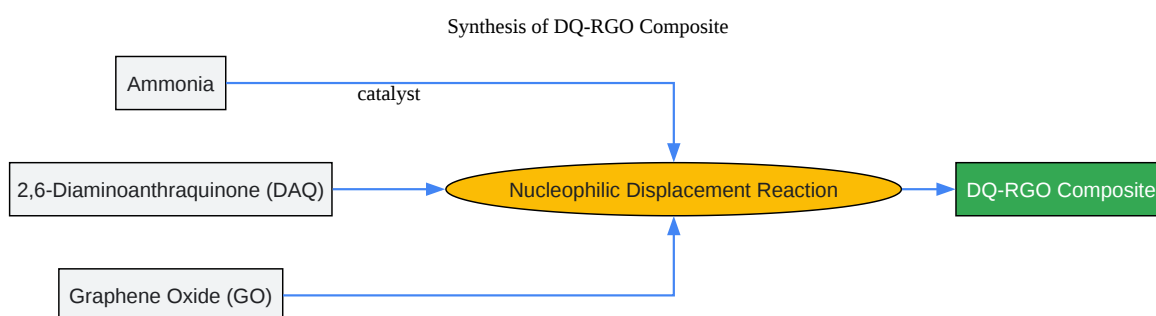 Synthesis of DQ-RGO Composite
Ammonia
catalyst
2,6-Diaminoanthraquinone (DAQ)
Nucleophilic Displacement Reaction
DQ-RGO Composite
Graphene Oxide (GO)